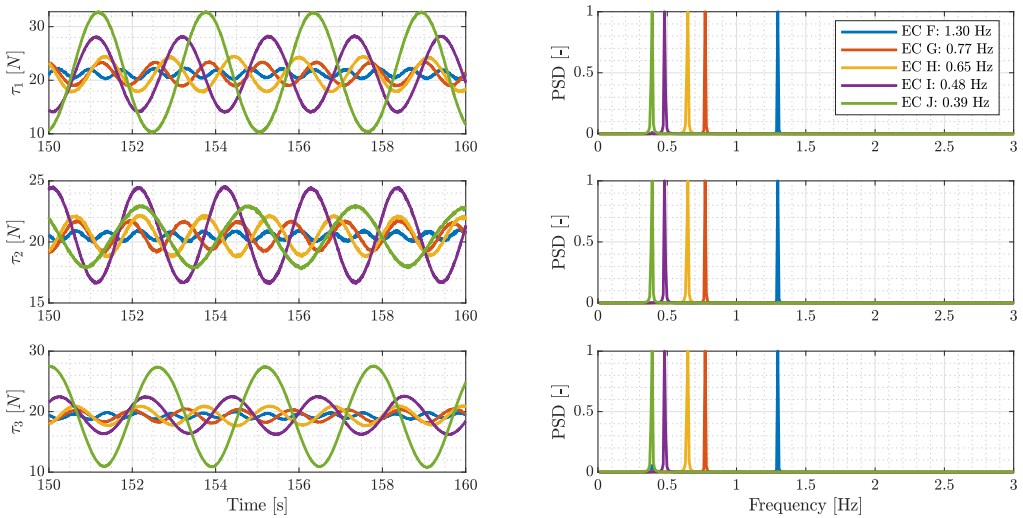 30
20
10
τ1 [N]
150 152 154 156 158 160
1
0.5
0
PSD [-]
0 0.5 1 1.5 2 2.5 3
EC F: 1.30 Hz
EC G: 0.77 Hz
EC H: 0.65 Hz
EC I: 0.48 Hz
EC J: 0.39 Hz
25
20
15
τ2 [N]
150 152 154 156 158 160
1
0.5
0
PSD [-]
0 0.5 1 1.5 2 2.5 3
30
20
10
τ3 [N]
150 152 154 156 158 160
Time [s]
1
0.5
0
PSD [-]
0 0.5 1 1.5 2 2.5 3
Frequency [Hz]